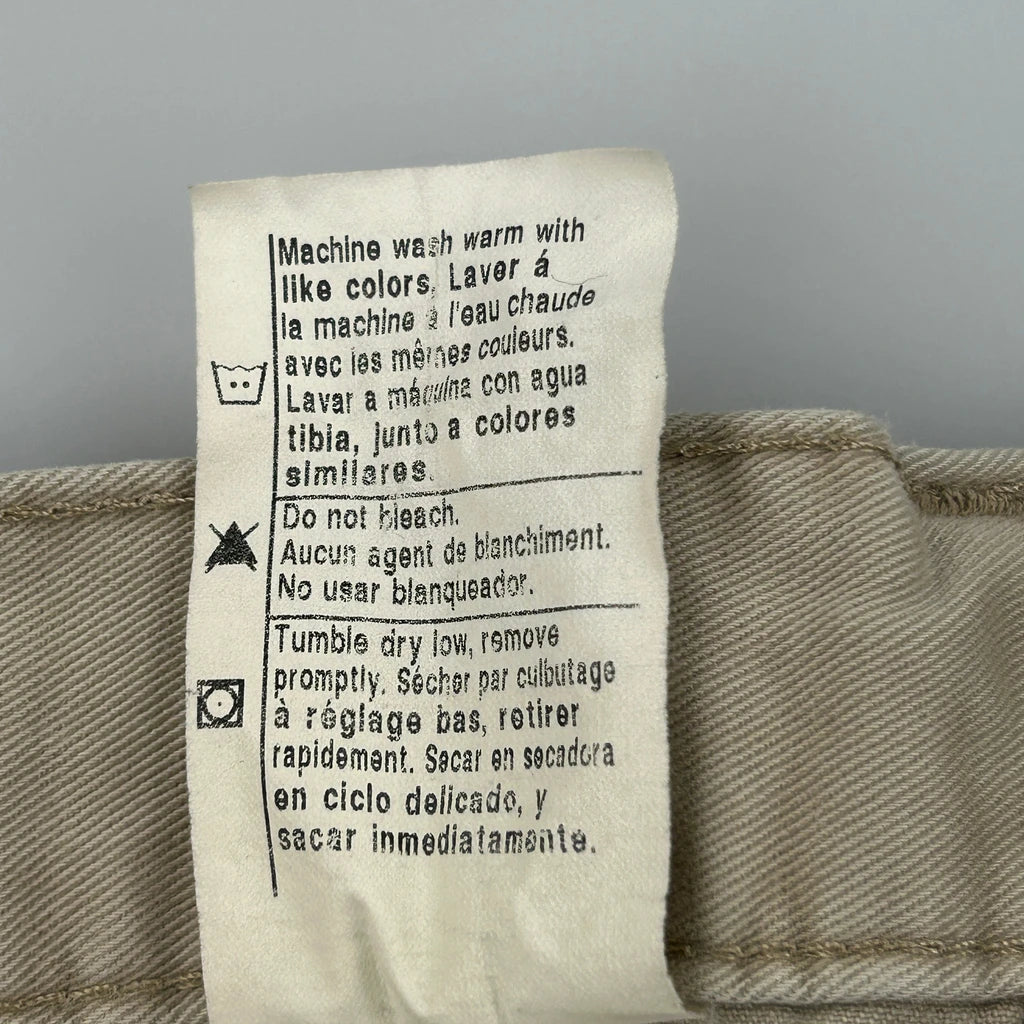 Machine wash warm with
like colors. Laver á
la machine à l'eau chaude
avec les mêmes couleurs.
Lavar a máquina con agua
tibia, junto a colores
similares.
Do not bleach.
Aucun agent de blanchiment.
No usar blanqueador.
Tumble dry low, remove
promptly. Sécher par culbutage
à réglage bas, retirer
rapidement. Secar en secadora
en ciclo delicado, y
sacar inmediatamente.